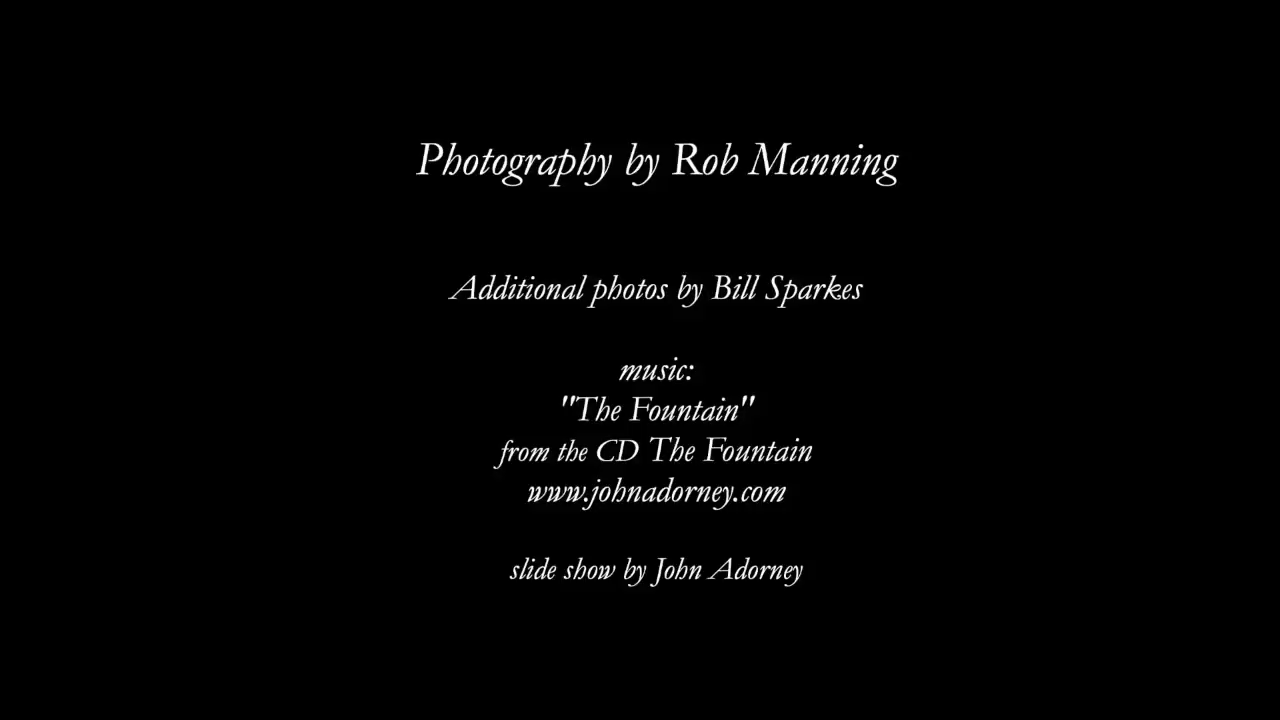 Photography by Rob Manning
Additional photos by Bill Sparkes
music:
"The Fountain"
from the CD The Fountain
www.johnadorney.com
slide show by John Adorney